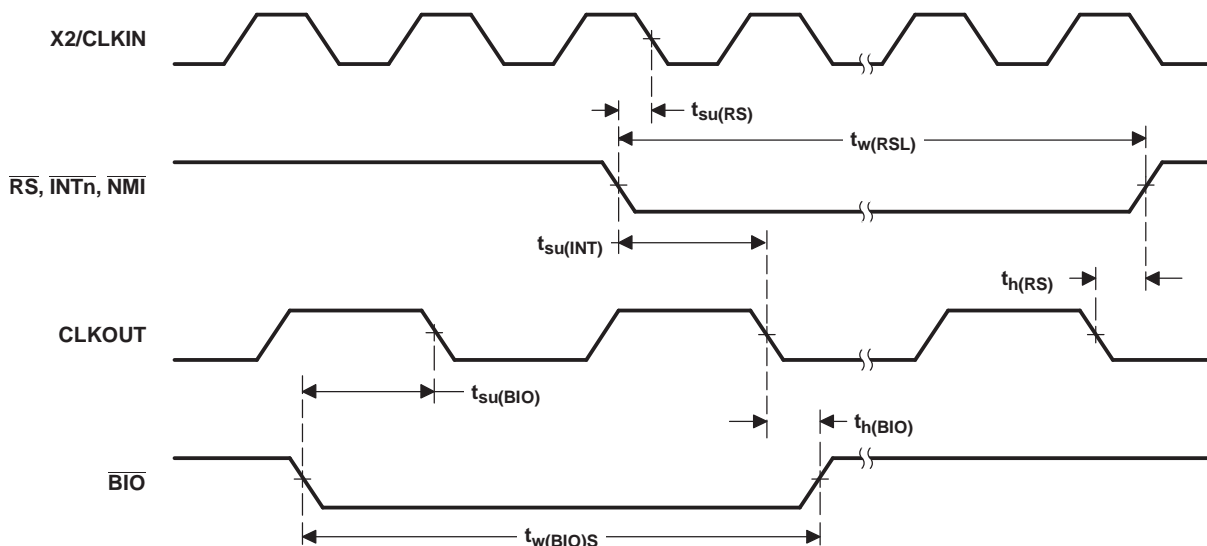 X2/CLKIN
tsu(RS)
tw(RSL)
RS, INTn, NMI
tsu(INT)
th(RS)
CLKOUT
tsu(BIO)
th(BIO)
BIO
tw(BIO)S